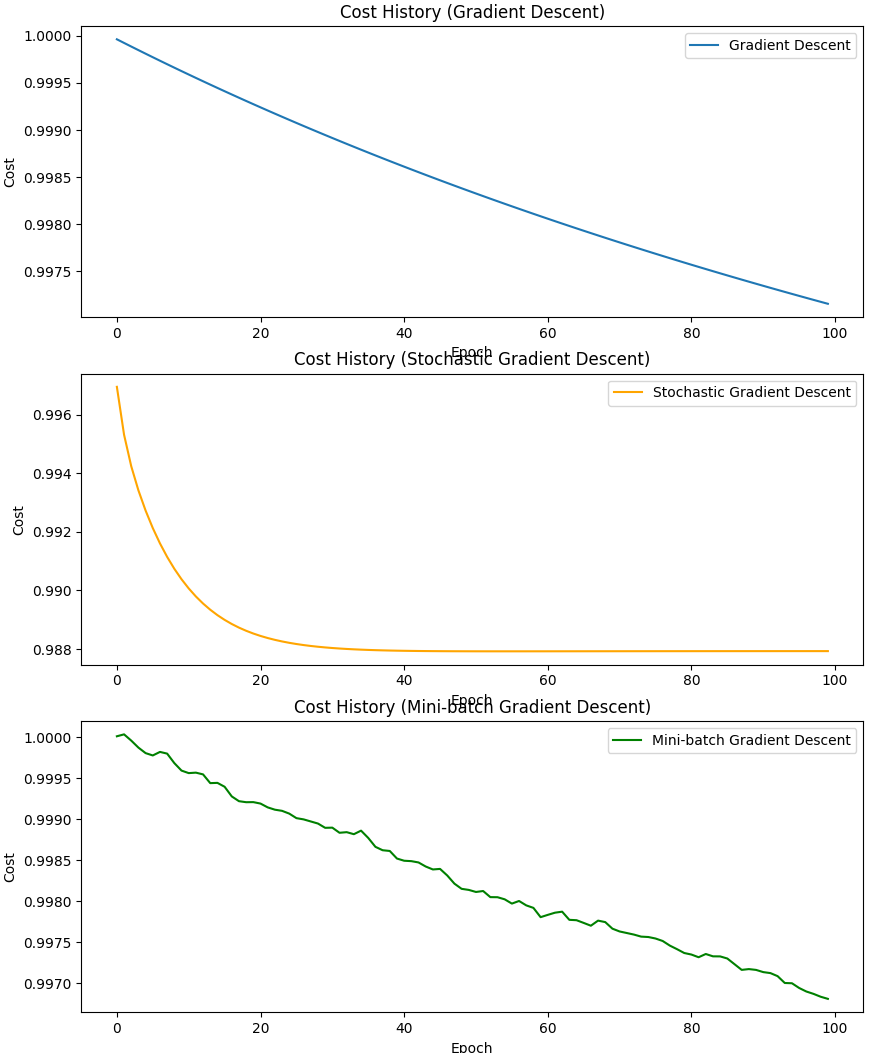 Cost History (Gradient Descent)
Gradient Descent
1.0000
0.9995
0.9990
0.9985
0.9980
0.9975
Cost
0 20 40 60 80 100
Epoch
Cost History (Stochastic Gradient Descent)
Stochastic Gradient Descent
0.996
0.994
0.992
0.990
0.988
Cost
0 20 40 60 80 100
Epoch
Cost History (Mini-batch Gradient Descent)
Mini-batch Gradient Descent
1.0000
0.9995
0.9990
0.9985
0.9980
0.9975
0.9970
Cost
0 20 40 60 80 100
Epoch